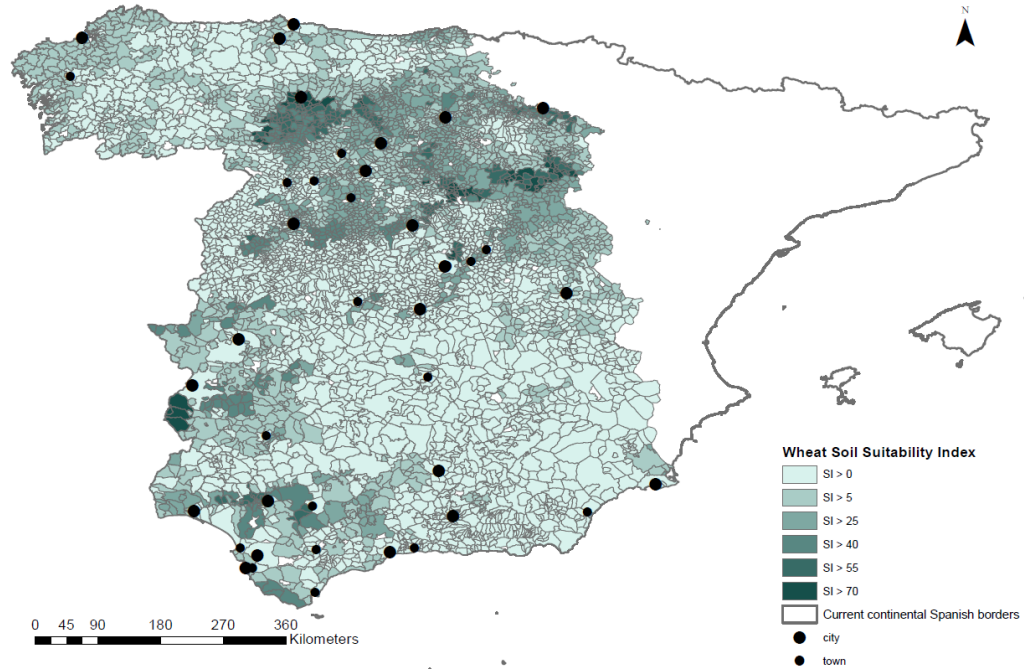 N
Wheat Soil Suitability Index
SI > 0
SI > 5
SI > 25
SI > 40
SI > 55
SI > 70
Current continental Spanish borders
city
town
0 45 90 180 270 360
Kilometers